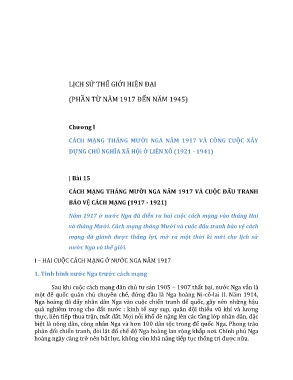 LỊCH SỬ THẾ GIỚI HIỆN ĐẠI
(PHẦN TỪ NĂM 1917 ĐẾN NĂM 1945)
Chương I
CÁCH MẠNG THÁNG MƯỜI NGA NĂM 1917 VÀ CÔNG CUỘC XÂY
DỰNG CHỦ NGHĨA XÃ HỘI Ở LIÊN XÔ (1921 - 1941)
| Bài 15
CÁCH MẠNG THÁNG MƯỜI NGA NĂM 1917 VÀ CUỘC ĐẤU TRANH
BẢO VỆ CÁCH MẠNG (1917 - 1921)
Năm 1917 ở nước Nga đã diễn ra hai cuộc cách mạng vào tháng Hai
và tháng Mười. Cách mạng tháng Mười và cuộc đấu tranh bảo vệ cách
mạng đã giành được thắng lợi, mở ra một thời kì mới cho lịch sử
nước Nga và thế giới.
I – HAI CUỘC CÁCH MẠNG Ở NƯỚC NGA NĂM 1917
1. Tình hình nước Nga trước cách mạng
Sau khi cuộc cách mạng dân chủ tư sản 1905 – 1907 thất bại, nước Nga vẫn là
một đế quốc quân chủ chuyên chế, đứng đầu là Nga hoàng Ni-cô-lai II. Năm 1914,
Nga hoàng đã đẩy nhân dân Nga vào cuộc chiến tranh đế quốc, gây nên những hậu
quả nghiêm trọng cho đất nước : kinh tế suy sụp, quân đội thiếu vũ khí và lương
thực, liên tiếp thua trận, mất đất. Mọi nỗi khổ đè nặng lên các tầng lớp nhân dân, đặc
biệt là nông dân, công nhân Nga và hơn 100 dân tộc trong đế quốc Nga. Phong trào
phản đối chiến tranh, đòi lật đổ chế độ Nga hoàng lan rộng khắp nơi. Chính phủ Nga
hoàng ngày càng trở nên bất lực, không còn khả năng tiếp tục thống trị được nữa.